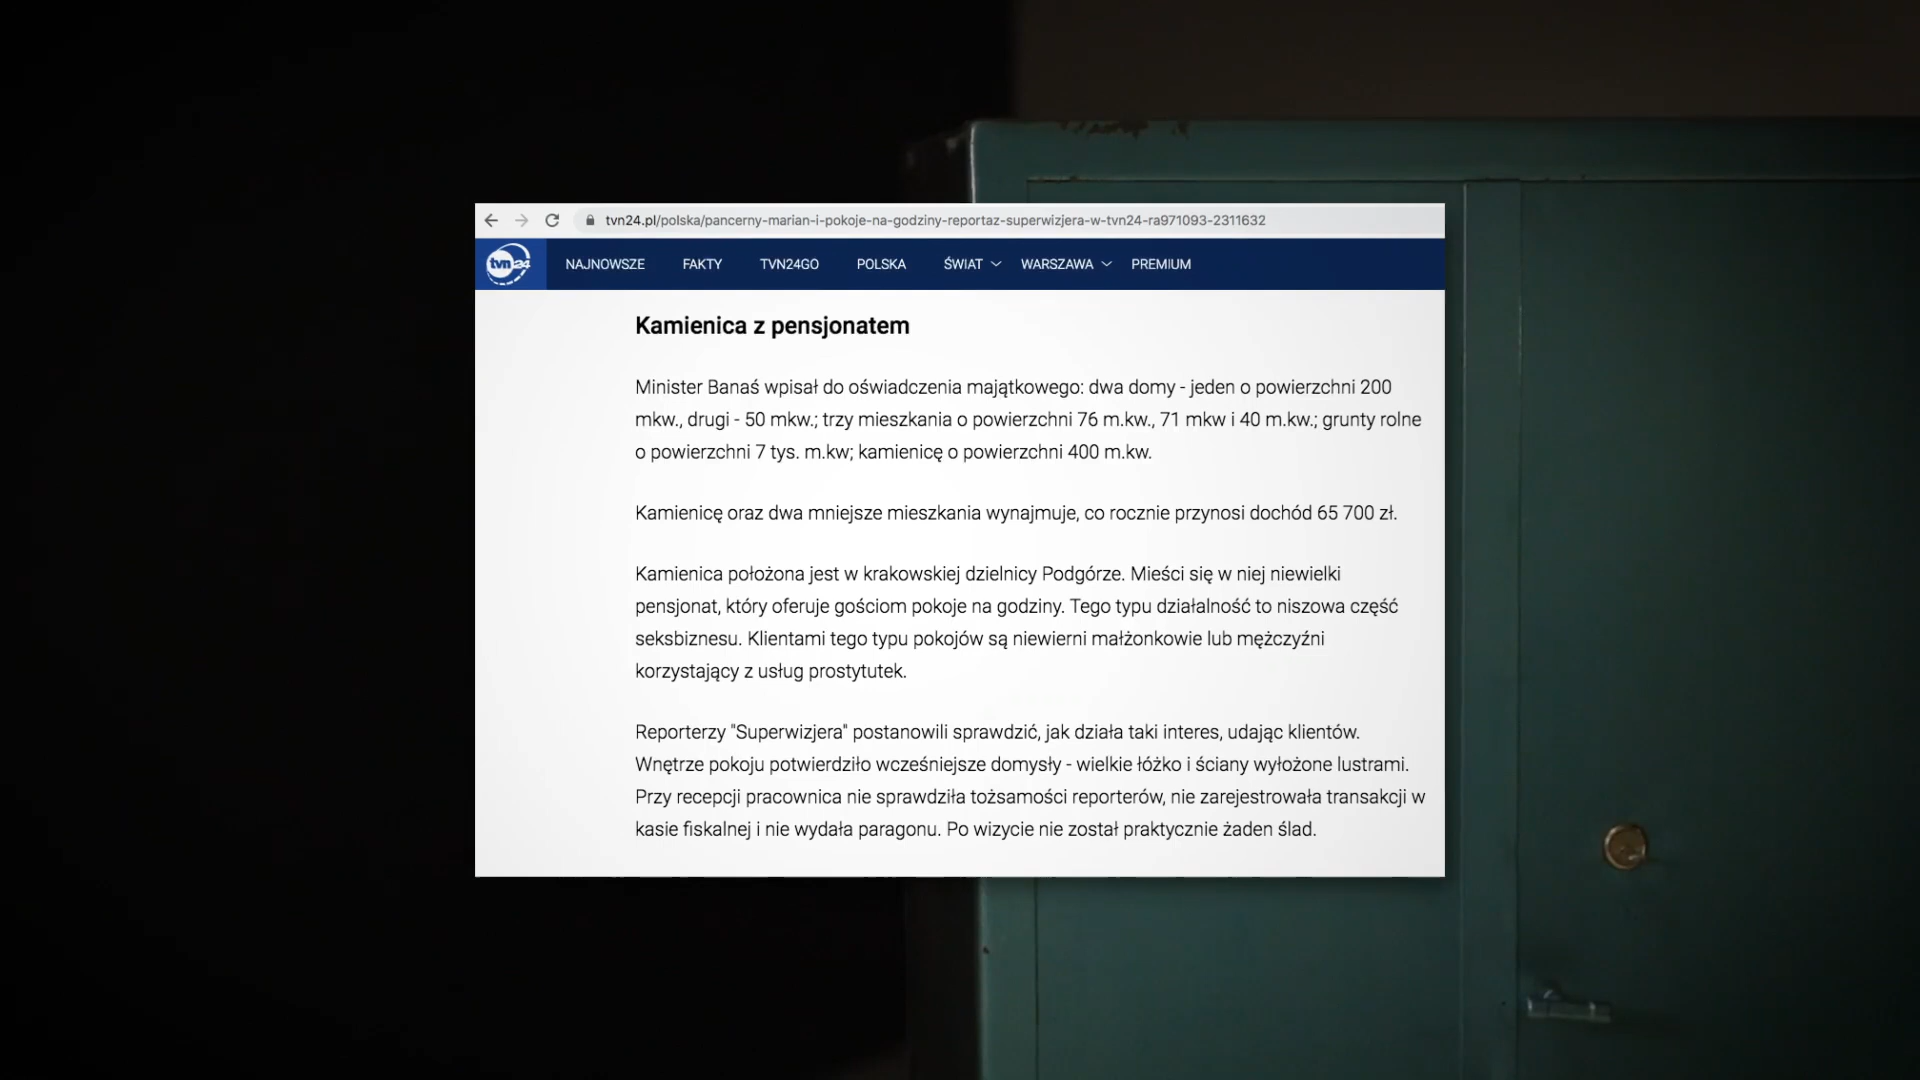 tvn24.pl/polska/pancerny-marian-i-pokoje-na-godziny-reportaz-superwizjera-w-tvn24-ra971093-2311632
tvn24 NAJNOWSZE FAKTY TVN24GO POLSKA ŚWIAT WARSZAWA PREMIUM
Kamienica z pensjonatem
Minister Banaś wpisał do oświadczenia majątkowego: dwa domy - jeden o powierzchni 200
mkw., drugi - 50 mkw.; trzy mieszkania o powierzchni 76 m.kw., 71 mkw i 40 m.kw.; grunty rolne
o powierzchni 7 tys. m.kw; kamienicę o powierzchni 400 m.kw.
Kamienicę oraz dwa mniejsze mieszkania wynajmuje, co rocznie przynosi dochód 65 700 zł.
Kamienica położona jest w krakowskiej dzielnicy Podgórze. Mieści się w niej niewielki
pensjonat, który oferuje gościom pokoje na godziny. Tego typu działalność to niszowa część
seksbiznesu. Klientami tego typu pokojów są niewierni małżonkowie lub mężczyźni
korzystający z usług prostytutek.
Reporterzy "Superwizjera" postanowili sprawdzić, jak działa taki interes, udając klientów.
Wnętrze pokoju potwierdziło wcześniejsze domysły - wielkie łóżko i ściany wyłożone lustrami.
Przy recepcji pracownica nie sprawdziła tożsamości reporterów, nie zarejestrowała transakcji w
kasie fiskalnej i nie wydała paragonu. Po wizycie nie został praktycznie żaden ślad.